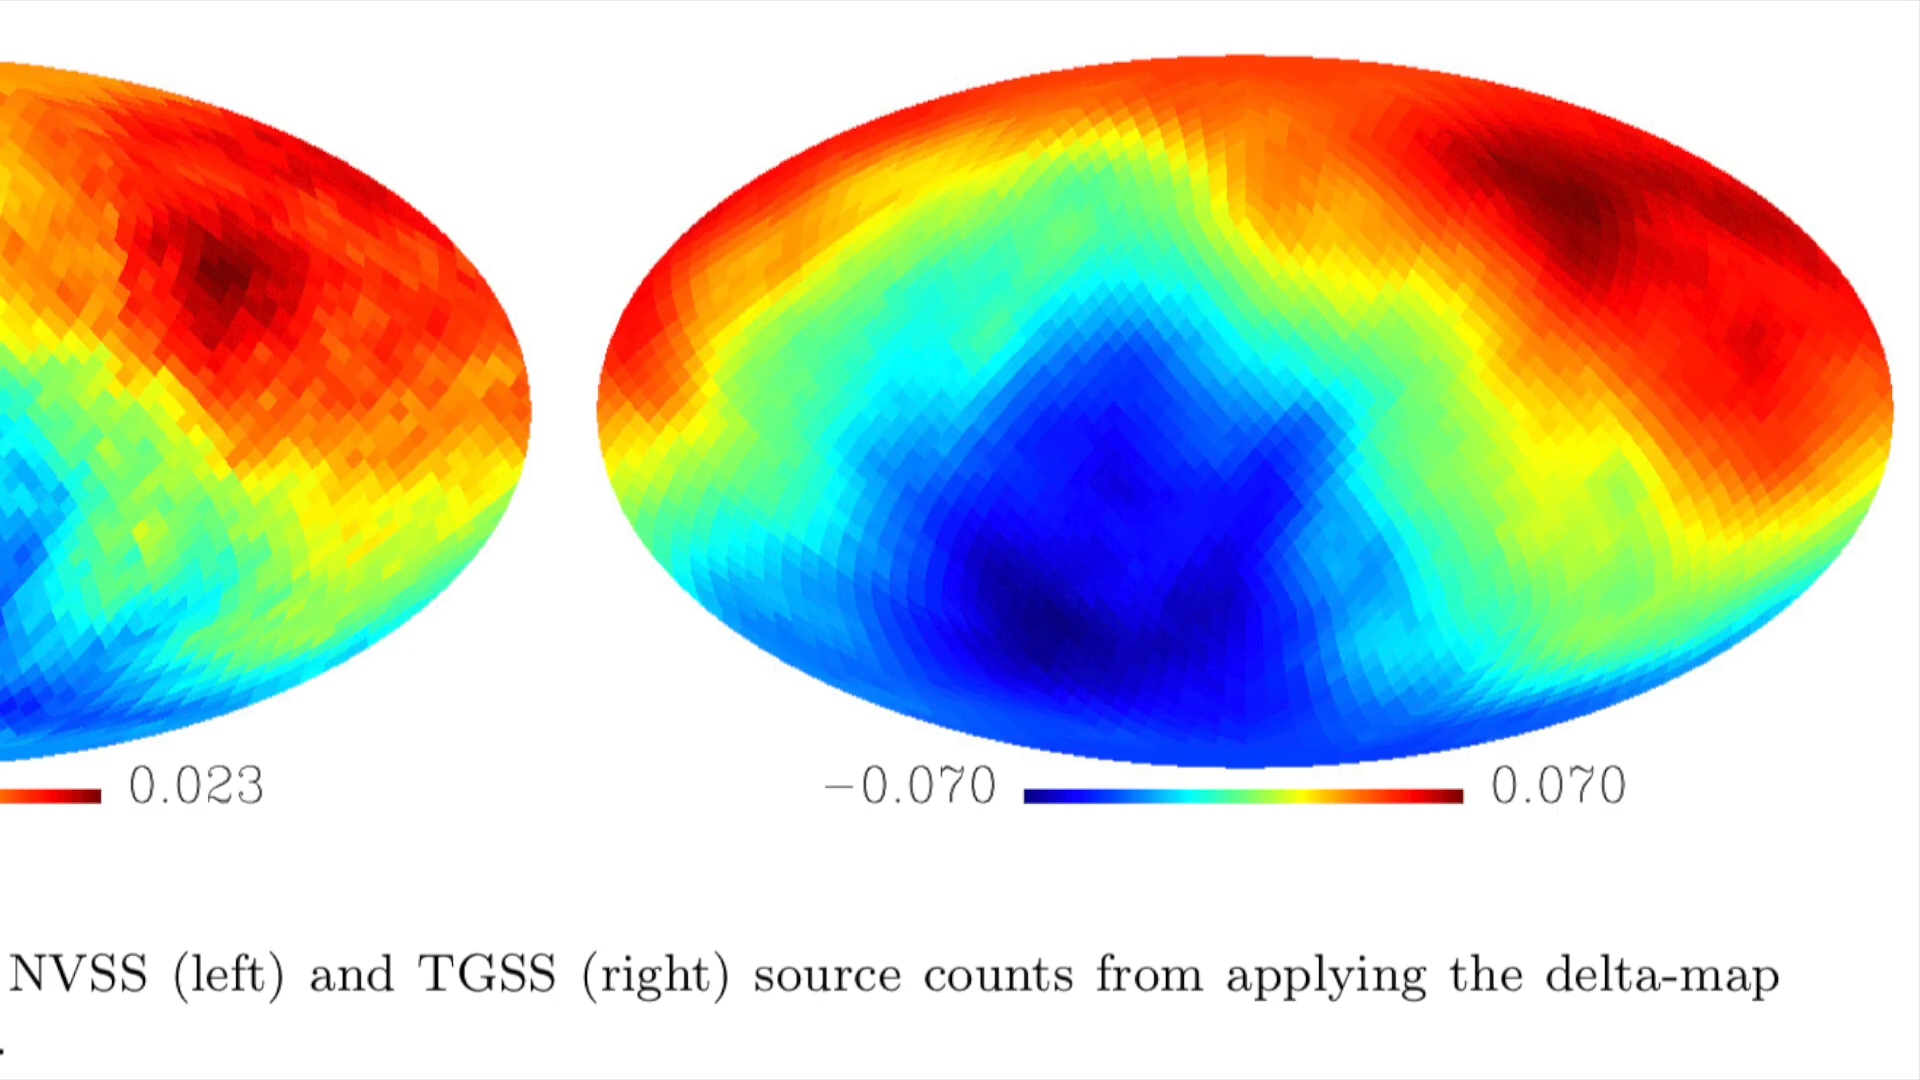 0.023
−0.070 0.070
NVSS (left) and TGSS (right) source counts from applying the delta-map
.